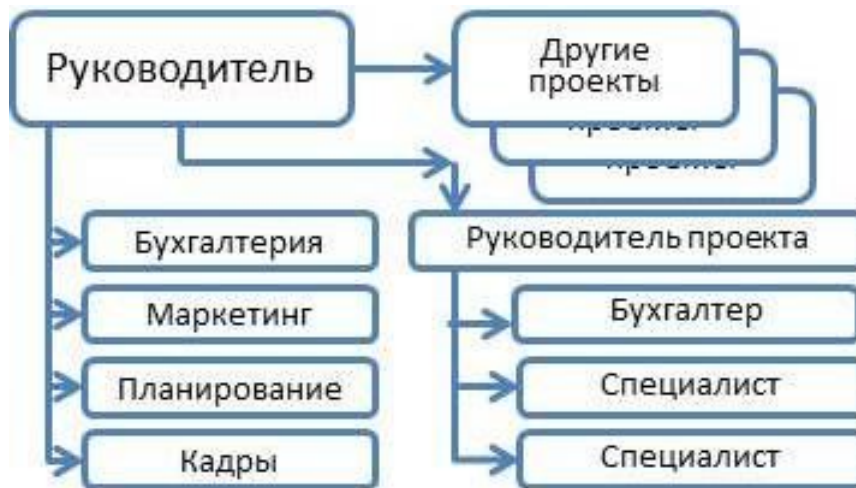 Руководитель
Другие
проекты
Бухгалтерия
Маркетинг
Планирование
Кадры
Руководитель проекта
Бухгалтер
Специалист
Специалист